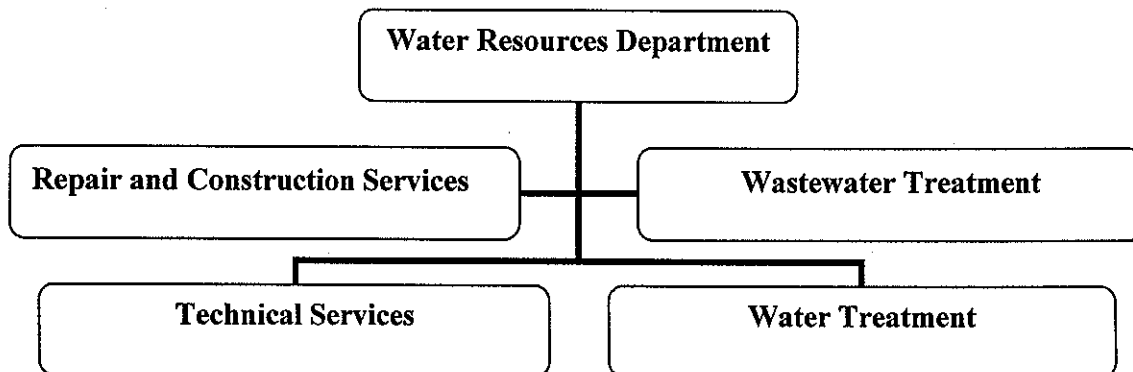 Water Resources Department
Repair and Construction Services
Wastewater Treatment
Technical Services
Water Treatment